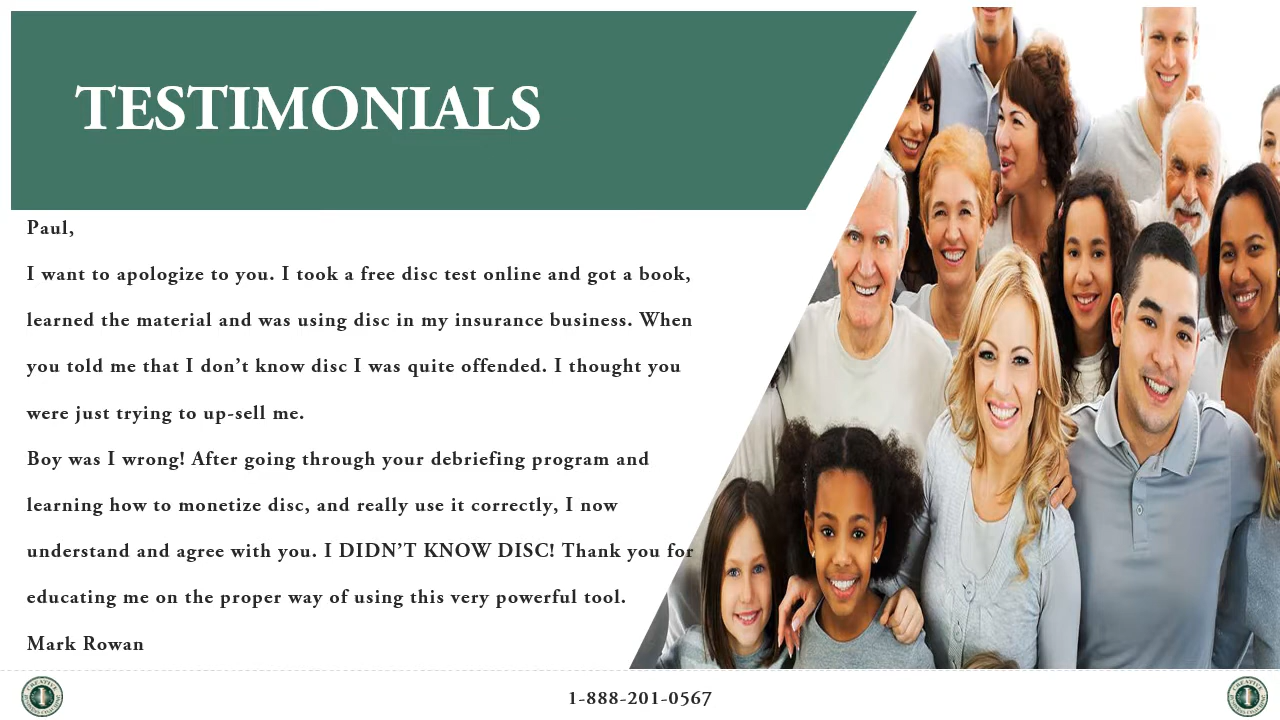 TESTIMONIALS
Paul,
I want to apologize to you. I took a free disc test online and got a book,
learned the material and was using disc in my insurance business. When
you told me that I don’t know disc I was quite offended. I thought you
were just trying to up-sell me.
Boy was I wrong! After going through your debriefing program and
learning how to monetize disc, and really use it correctly, I now
understand and agree with you. I DIDN’T KNOW DISC! Thank you for
educating me on the proper way of using this very powerful tool.
Mark Rowan
1-888-201-0567